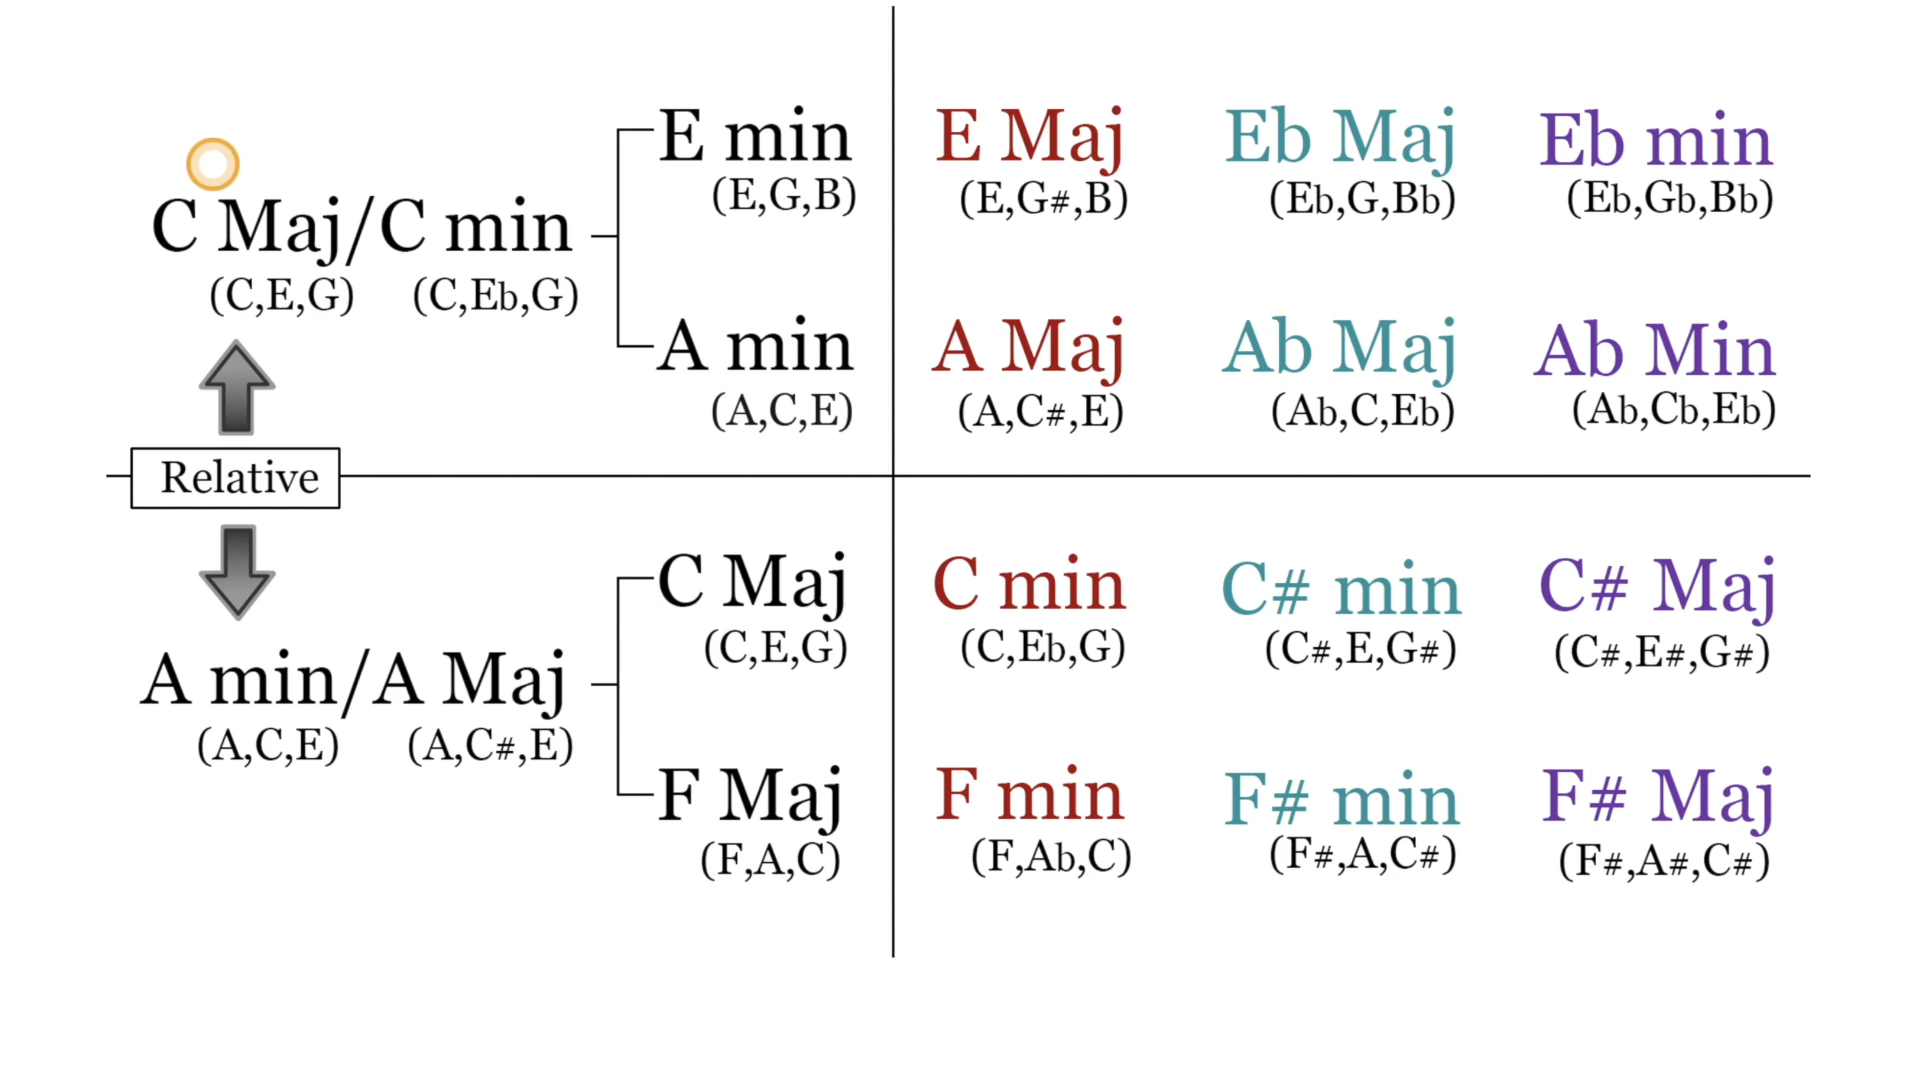 E min E Maj Eb Maj Eb min
(E,G,B) (E,G#,B) (Eb,G,Bb) (Eb,Gb,Bb)
C Maj/C min
(C,E,G) (C,Eb,G)
A min A Maj Ab Maj Ab Min
(A,C,E) (A,C#,E) (Ab,C,Eb) (Ab,Cb,Eb)
Relative
C Maj C min C# min C# Maj
(C,E,G) (C,Eb,G) (C#,E,G#) (C#,E#,G#)
A min/A Maj
(A,C,E) (A,C#,E)
F Maj F min F# min F# Maj
(F,A,C) (F,Ab,C) (F#,A,C#) (F#,A#,C#)